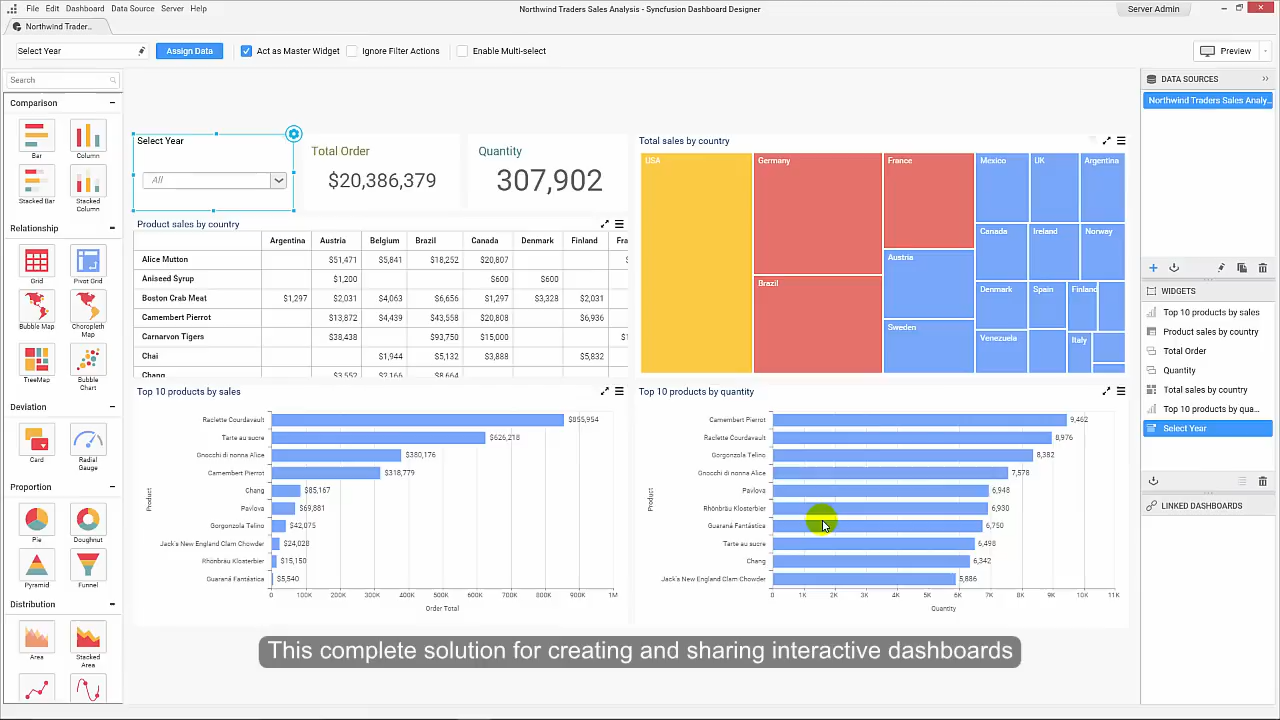 File Edit Dashboard Data Source Server Help
Northwind Traders Sales Analysis - Syncfusion Dashboard Designer
Server Admin
Northwind Trader...
Select Year
Assign Data
Act as Master Widget
Ignore Filter Actions
Enable Multi-select
Preview
Search
Comparison
Bar
Column
Stacked Bar
Stacked Column
Relationship
Grid
Pivot Grid
Bubble Map
Choropleth Map
TreeMap
Bubble Chart
Deviation
Card
Radial Gauge
Proportion
Pie
Doughnut
Pyramid
Funnel
Distribution
Area
Stacked Area
Select Year
All
Total Order
$20,386,379
Quantity
307,902
Product sales by country
Argentina Austria Belgium Brazil Canada Denmark Finland Fra
Alice Mutton $51,471 $5,841 $18,252 $20,807
Aniseed Syrup $1,200 $600 $600
Boston Crab Meat $1,297 $2,031 $4,063 $6,656 $1,297 $3,328 $2,031
Camembert Pierrot $13,872 $4,439 $43,558 $20,808 $6,936
Carnarvon Tigers $38,438 $93,750 $15,000
Chai $1,944 $5,132 $3,888 $5,832
Chang $3,552 $2,166 $8,664
Total sales by country
USA
Germany
France
Mexico
UK
Argentina
Canada
Ireland
Norway
Austria
Brazil
Denmark
Spain
Finland
Sweden
Venezuela
Italy
Top 10 products by sales
Product
Raclette Courdavault $855,954
Tarte au sucre $626,218
Gnocchi di nonna Alice $380,176
Camembert Pierrot $318,779
Chang $85,167
Pavlova $69,881
Gorgonzola Telino $42,075
Jack's New England Clam Chowder $24,028
Rhönbräu Klosterbier $15,150
Guaraná Fantástica $5,540
0 100K 200K 300K 400K 500K 600K 700K 800K 900K 1M
Order Total
Top 10 products by quantity
Product
Camembert Pierrot 9,462
Raclette Courdavault 8,976
Gorgonzola Telino 8,382
Gnocchi di nonna Alice 7,578
Pavlova 6,948
Rhönbräu Klosterbier 6,930
Guaraná Fantástica 6,750
Tarte au sucre 6,498
Chang 6,342
Jack's New England Clam Chowder 5,886
0 1K 2K 3K 4K 5K 6K 7K 8K 9K 10K 11K
Quantity
DATA SOURCES
Northwind Traders Sales Analy...
WIDGETS
Top 10 products by sales
Product sales by country
Total Order
Quantity
Total sales by country
Top 10 products by qua...
Select Year
LINKED DASHBOARDS
This complete solution for creating and sharing interactive dashboards